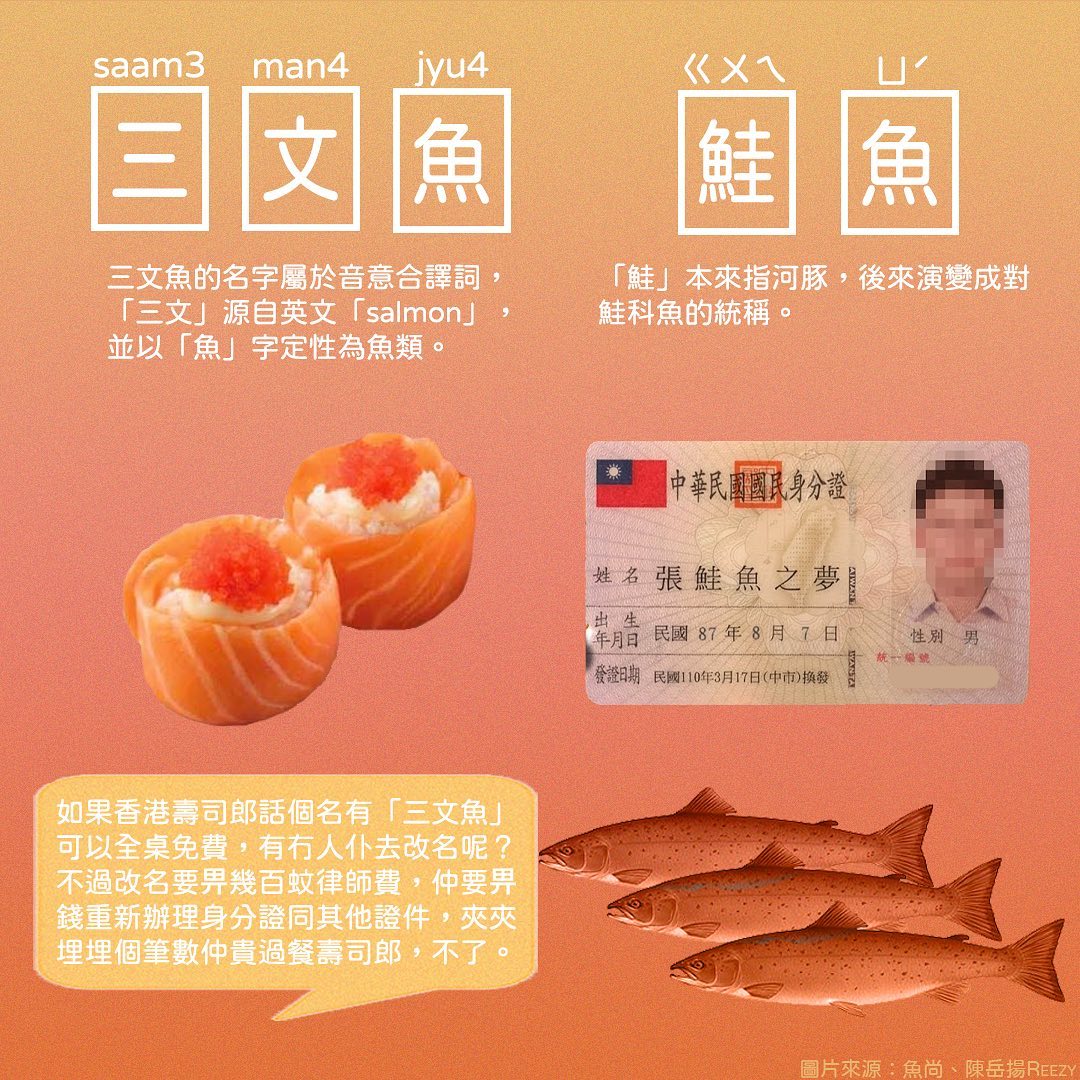 saam3 man4 jyu4
三文魚
三文魚的名字屬於音意合譯詞，
「三文」源自英文「salmon」，
並以「魚」字定性為魚類。
ㄍㄨㄟ ㄩˊ
鮭魚
「鮭」本來指河豚，後來演變成對
鮭科魚的統稱。
中華民國國民身分證
姓名 張鮭魚之夢
出生年月日 民國 87 年 8 月 7 日
性別 男
統一編號
發證日期 民國110年3月17日(中市)換發
如果香港壽司郎話個名有「三文魚」
可以全桌免費，有冇人仆去改名呢？
不過改名要畀幾百蚊律師費，仲要畀
錢重新辦理身分證同其他證件，夾夾
埋埋個筆數仲貴過餐壽司郎，不了。
圖片來源：魚尚、陳岳揚REEZY